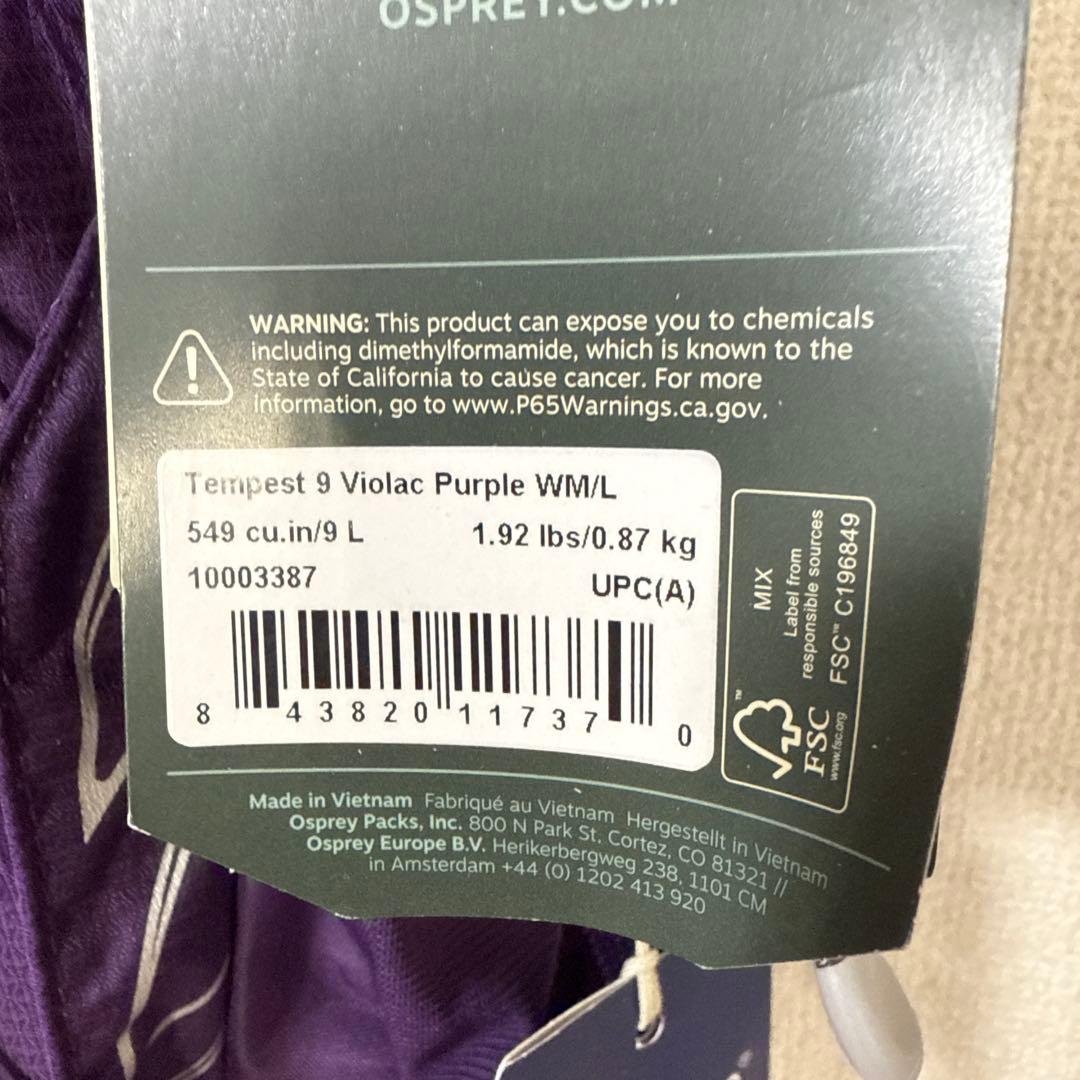 OSPREY.COM
WARNING: This product can expose you to chemicals
including dimethylformamide, which is known to the
State of California to cause cancer. For more
information, go to www.P65Warnings.ca.gov.
Tempest 9 Violac Purple WM/L
549 cu.in/9 L 1.92 lbs/0.87 kg
10003387 UPC(A)
8 43820 11737 0
MIX
Label from
responsible sources
FSC™ C196849
FSC
™
www.fsc.org
Made in Vietnam Fabriqué au Vietnam Hergestellt in Vietnam
Osprey Packs, Inc. 800 N Park St. Cortez, CO 81321 //
Osprey Europe B.V. Herikerbergweg 238, 1101 CM
in Amsterdam +44 (0) 1202 413 920